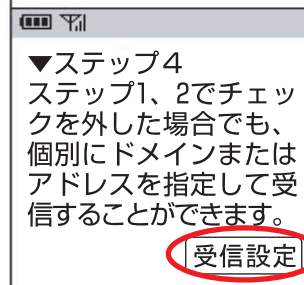 ▼ステップ4
ステップ1、2でチェッ
クを外した場合でも、
個別にドメインまたは
アドレスを指定して受
信することができます。
受信設定